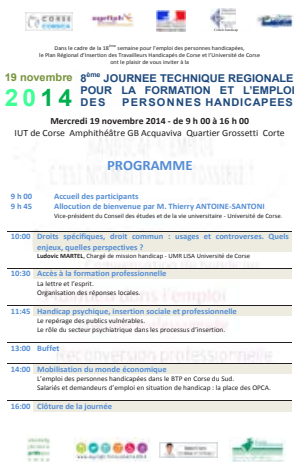 CORSE
CORSICA
agefiph
Dans le cadre de la 18ème semaine pour l'emploi des personnes handicapées,
le Plan Régional d'Insertion des Travailleurs Handicapés de Corse et l'Université de Corse
ont le plaisir de vous inviter à la
19 novembre
2014
8ème JOURNEE TECHNIQUE REGIONALE
POUR LA FORMATION ET L'EMPLOI
DES PERSONNES HANDICAPEES
Mercredi 19 novembre 2014 - de 9 h 00 à 16 h 00
IUT de Corse Amphithéâtre GB Acquaviva Quartier Grossetti Corte
PROGRAMME
9 h 00 Accueil des participants
9 h 45 Allocution de bienvenue par M. Thierry ANTOINE-SANTONI
Vice-président du Conseil des études et de la vie universitaire - Université de Corse.
10:00 Droits spécifiques, droit commun : usages et controverses. Quels
enjeux, quelles perspectives ?
Ludovic MARTEL, Chargé de mission handicap - UMR LISA Université de Corse
10:30 Accès à la formation professionnelle
La lettre et l'esprit.
Organisation des réponses locales.
11:45 Handicap psychique, insertion sociale et professionnelle
Le repérage des publics vulnérables.
Le rôle du secteur psychiatrique dans les processus d'insertion.
13:00 Buffet
14:00 Mobilisation du monde économique
L'emploi des personnes handicapées dans le BTP en Corse du Sud.
Salariés et demandeurs d'emploi en situation de handicap : la place des OPCA.
16:00 Clôture de la journée